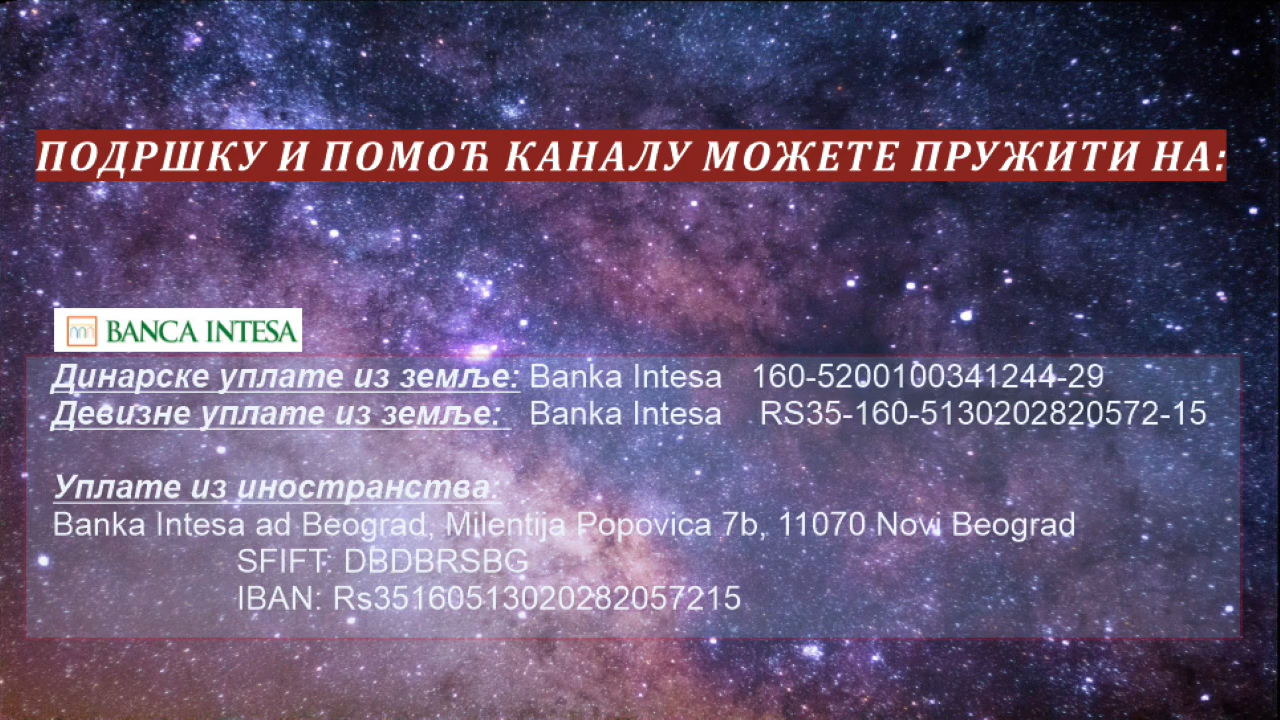 ПОДРШКУ И ПОМОЋ КАНАЛУ МОЖЕТЕ ПРУЖИТИ НА:
BANCA INTESA
Динарске уплате из земље: Banka Intesa 160-5200100341244-29
Девизне уплате из земље: Banka Intesa RS35-160-5130202820572-15
Уплате из иностранства:
Banka Intesa ad Beograd, Milentija Popovica 7b, 11070 Novi Beograd
SFIFT: DBDBRSBG
IBAN: Rs35160513020282057215